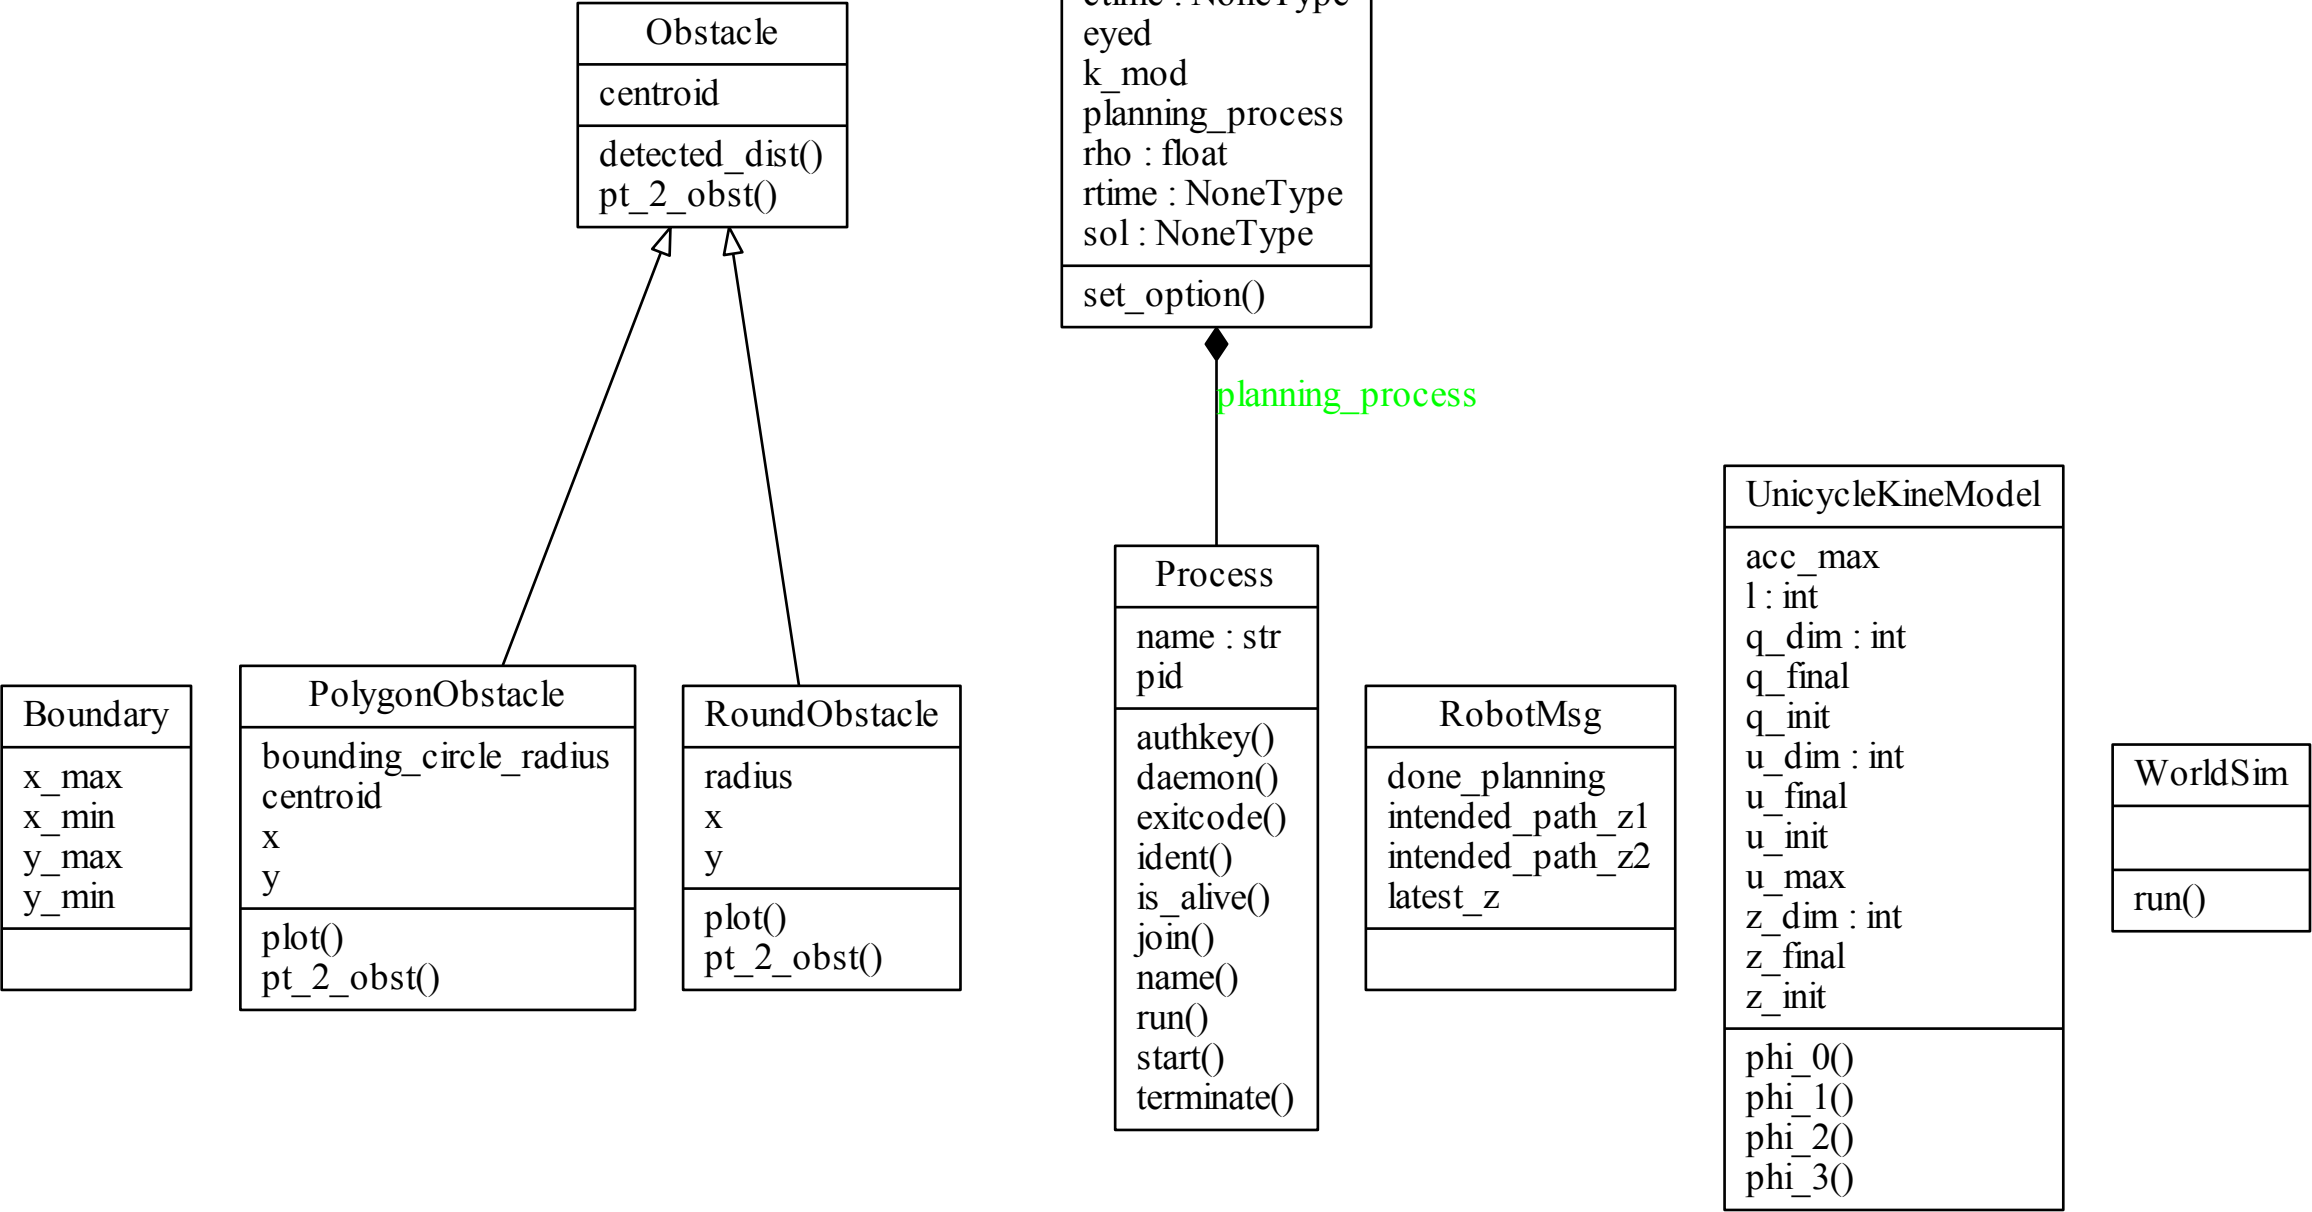 Obstacle
centroid
detected_dist()
pt_2_obst()
etime : NoneType
eyed
k_mod
planning_process
rho : float
rtime : NoneType
sol : NoneType
set_option()
planning_process
Boundary
x_max
x_min
y_max
y_min
PolygonObstacle
bounding_circle_radius
centroid
x
y
plot()
pt_2_obst()
RoundObstacle
radius
x
y
plot()
pt_2_obst()
Process
name : str
pid
authkey()
daemon()
exitcode()
ident()
is_alive()
join()
name()
run()
start()
terminate()
RobotMsg
done_planning
intended_path_z1
intended_path_z2
latest_z
UnicycleKineModel
acc_max
l : int
q_dim : int
q_final
q_init
u_dim : int
u_final
u_init
u_max
z_dim : int
z_final
z_init
phi_0()
phi_1()
phi_2()
phi_3()
WorldSim
run()